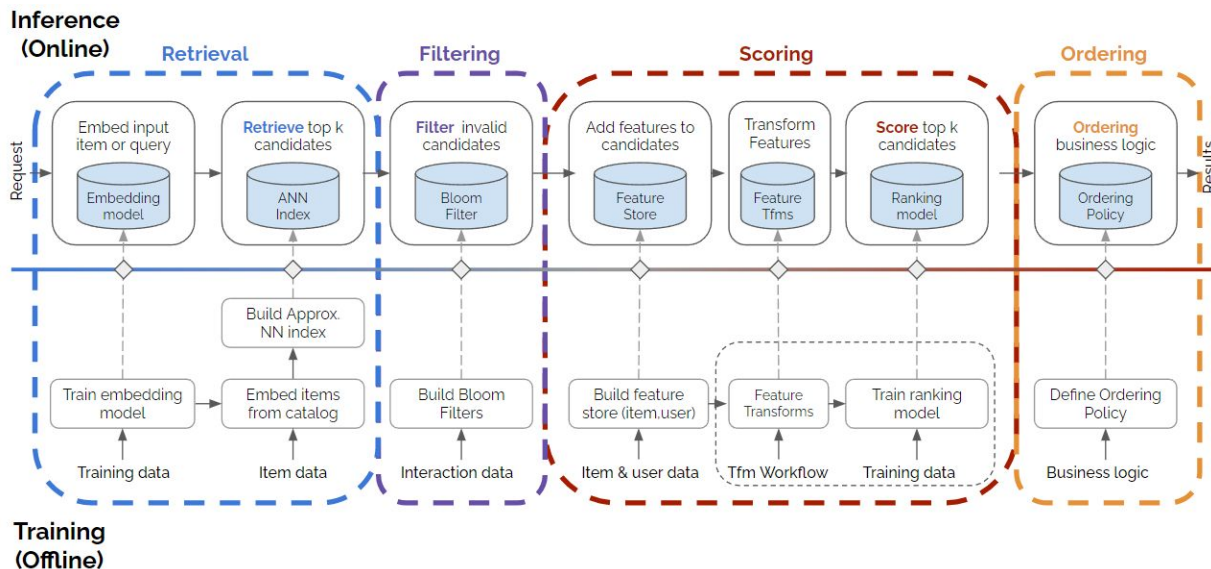 Inference
(Online)
Retrieval
Filtering
Scoring
Ordering
Request
Embed input
item or query
Embedding
model
Retrieve top k
candidates
ANN
Index
Filter invalid
candidates
Bloom
Filter
Add features to
candidates
Feature
Store
Transform
Features
Feature
Tfms
Score top k
candidates
Ranking
model
Ordering
business logic
Ordering
Policy
Results
Build Approx.
NN index
Train embedding
model
Embed items
from catalog
Build Bloom
Filters
Build feature
store (item,user)
Feature
Transforms
Train ranking
model
Define Ordering
Policy
Training data
Item data
Interaction data
Item & user data
Tfm Workflow
Training data
Business logic
Training
(Offline)